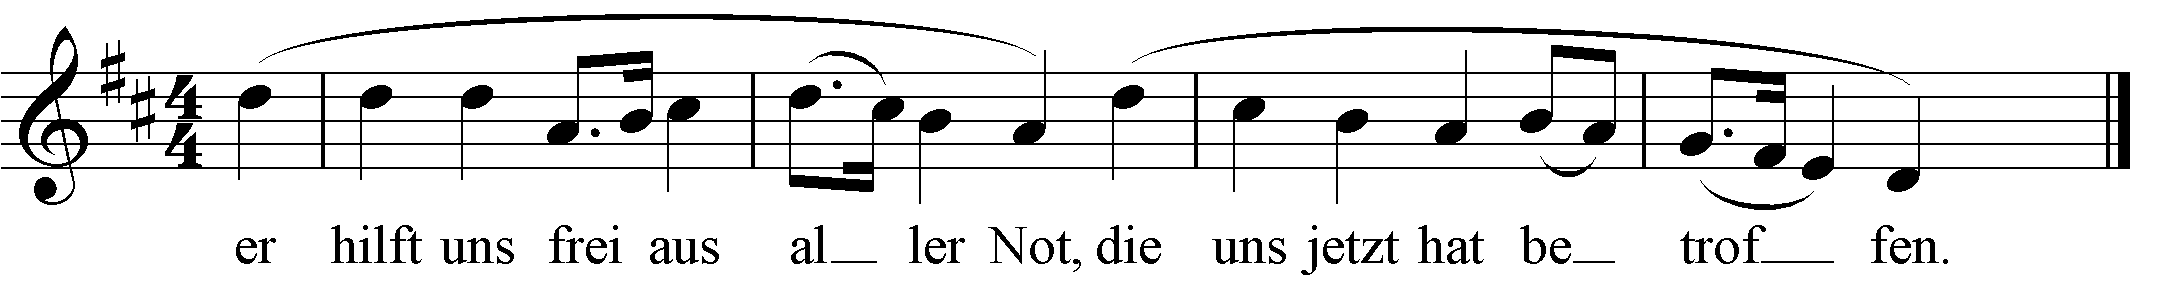 er hilft uns frei aus al_ ler Not, die uns jetzt hat be_ trof_ fen.